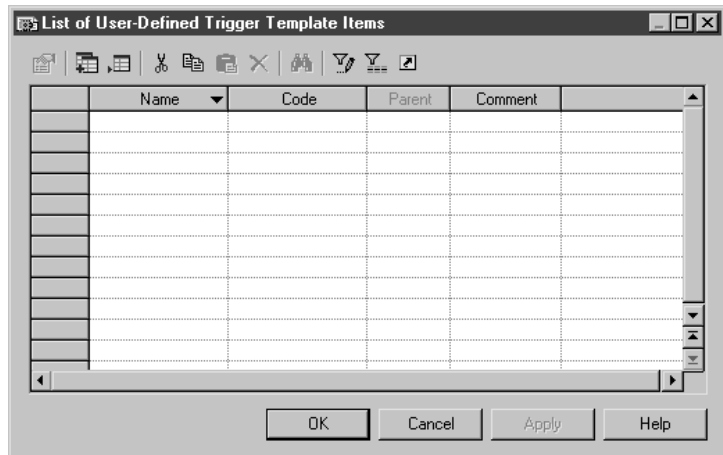 List of User-Defined Trigger Template Items
Name Code Parent Comment
OK Cancel Apply Help